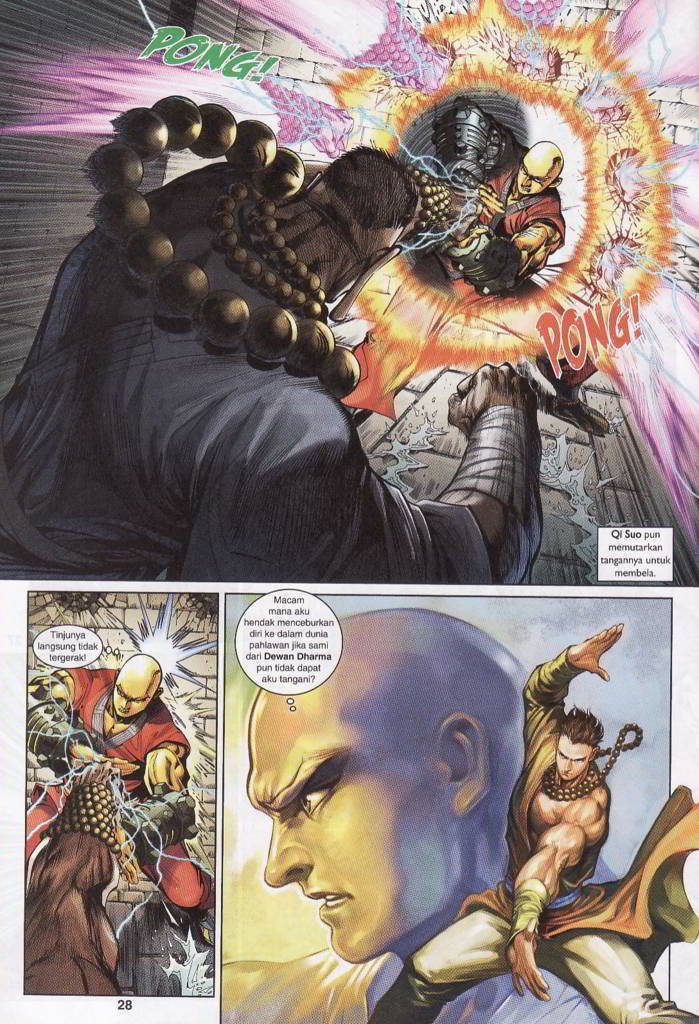 PONG!
PONG!
Qi Suo pun
memutarkan
tangannya untuk
membela.
Tinjunya
langsung tidak
tergerak!
Macam
mana aku
hendak menceburkan
diri ke dalam dunia
pahlawan jika sami
dari Dewan Dharma
pun tidak dapat
aku tangani?
28